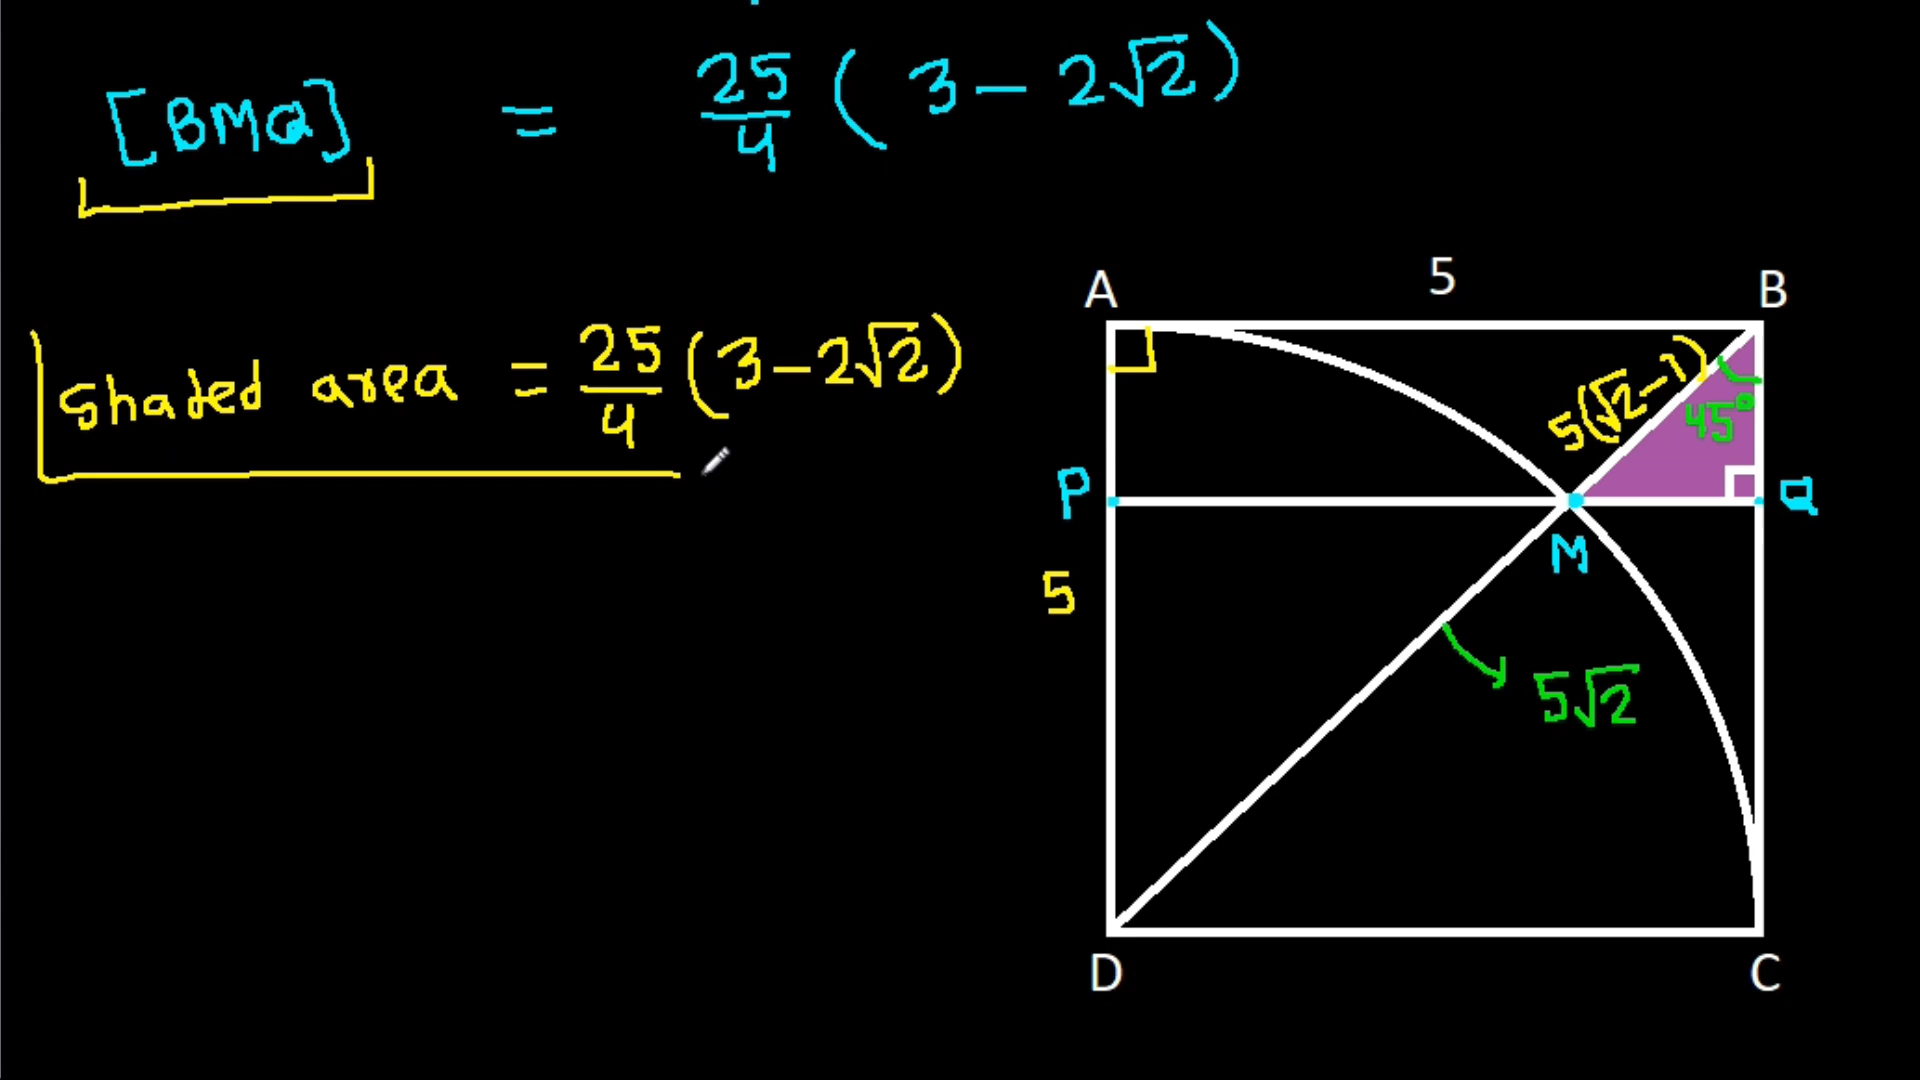 [BMQ] = 25/4 (3 - 2√2)
Shaded area = 25/4 (3 - 2√2)
A 5 B
5(√2-1)
45°
P Q
M
5
5√2
D C